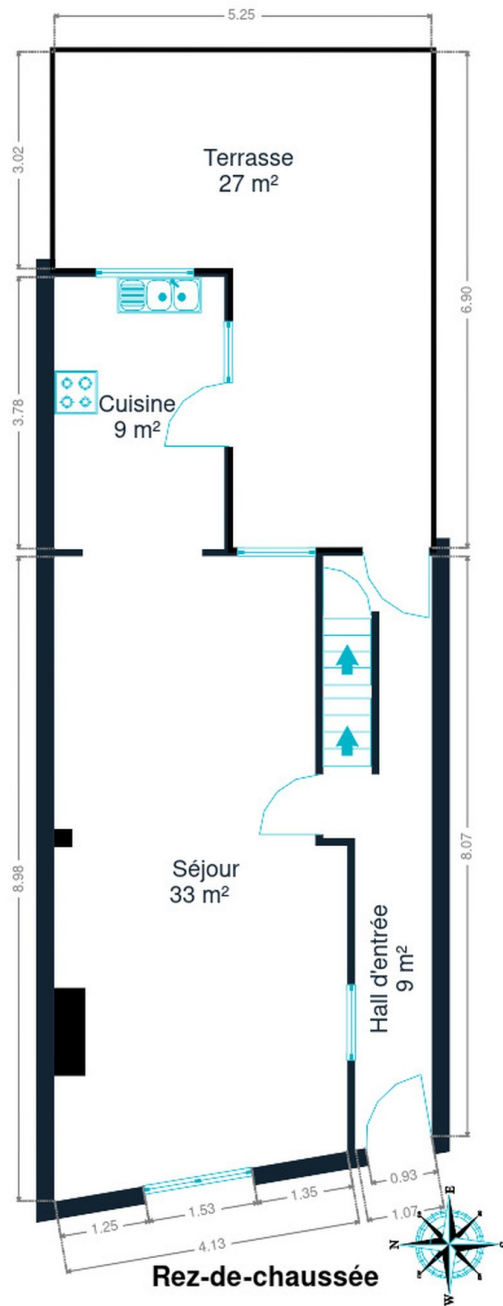 5.25
3.02
Terrasse
27 m²
6.90
3.78
Cuisine
9 m²
8.98
8.07
Séjour
33 m²
Hall d'entrée
9 m²
0.93
1.07
1.25
1.53
1.35
4.13
E
N
W
Rez-de-chaussée